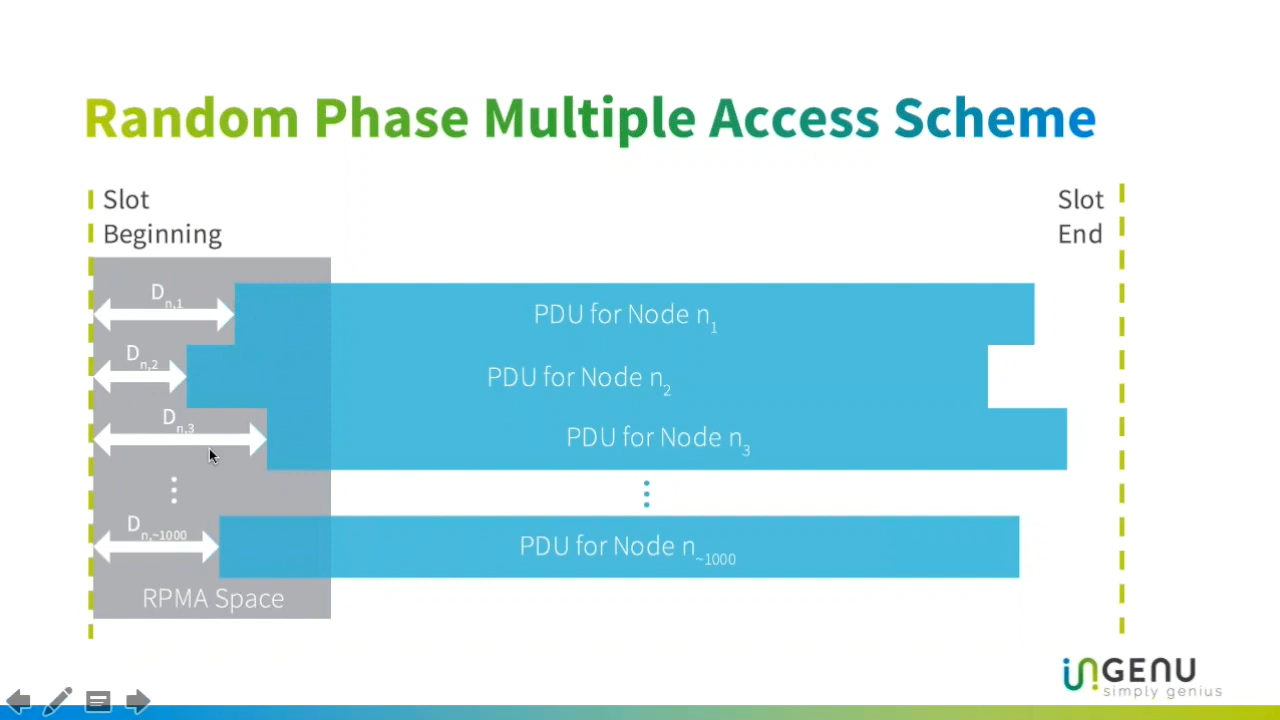 Random Phase Multiple Access Scheme
Slot
Beginning
Slot
End
Dn,1
PDU for Node n1
Dn,2
PDU for Node n2
Dn,3
PDU for Node n3
Dn,~1000
PDU for Node n~1000
RPMA Space
inGENU
simply genius